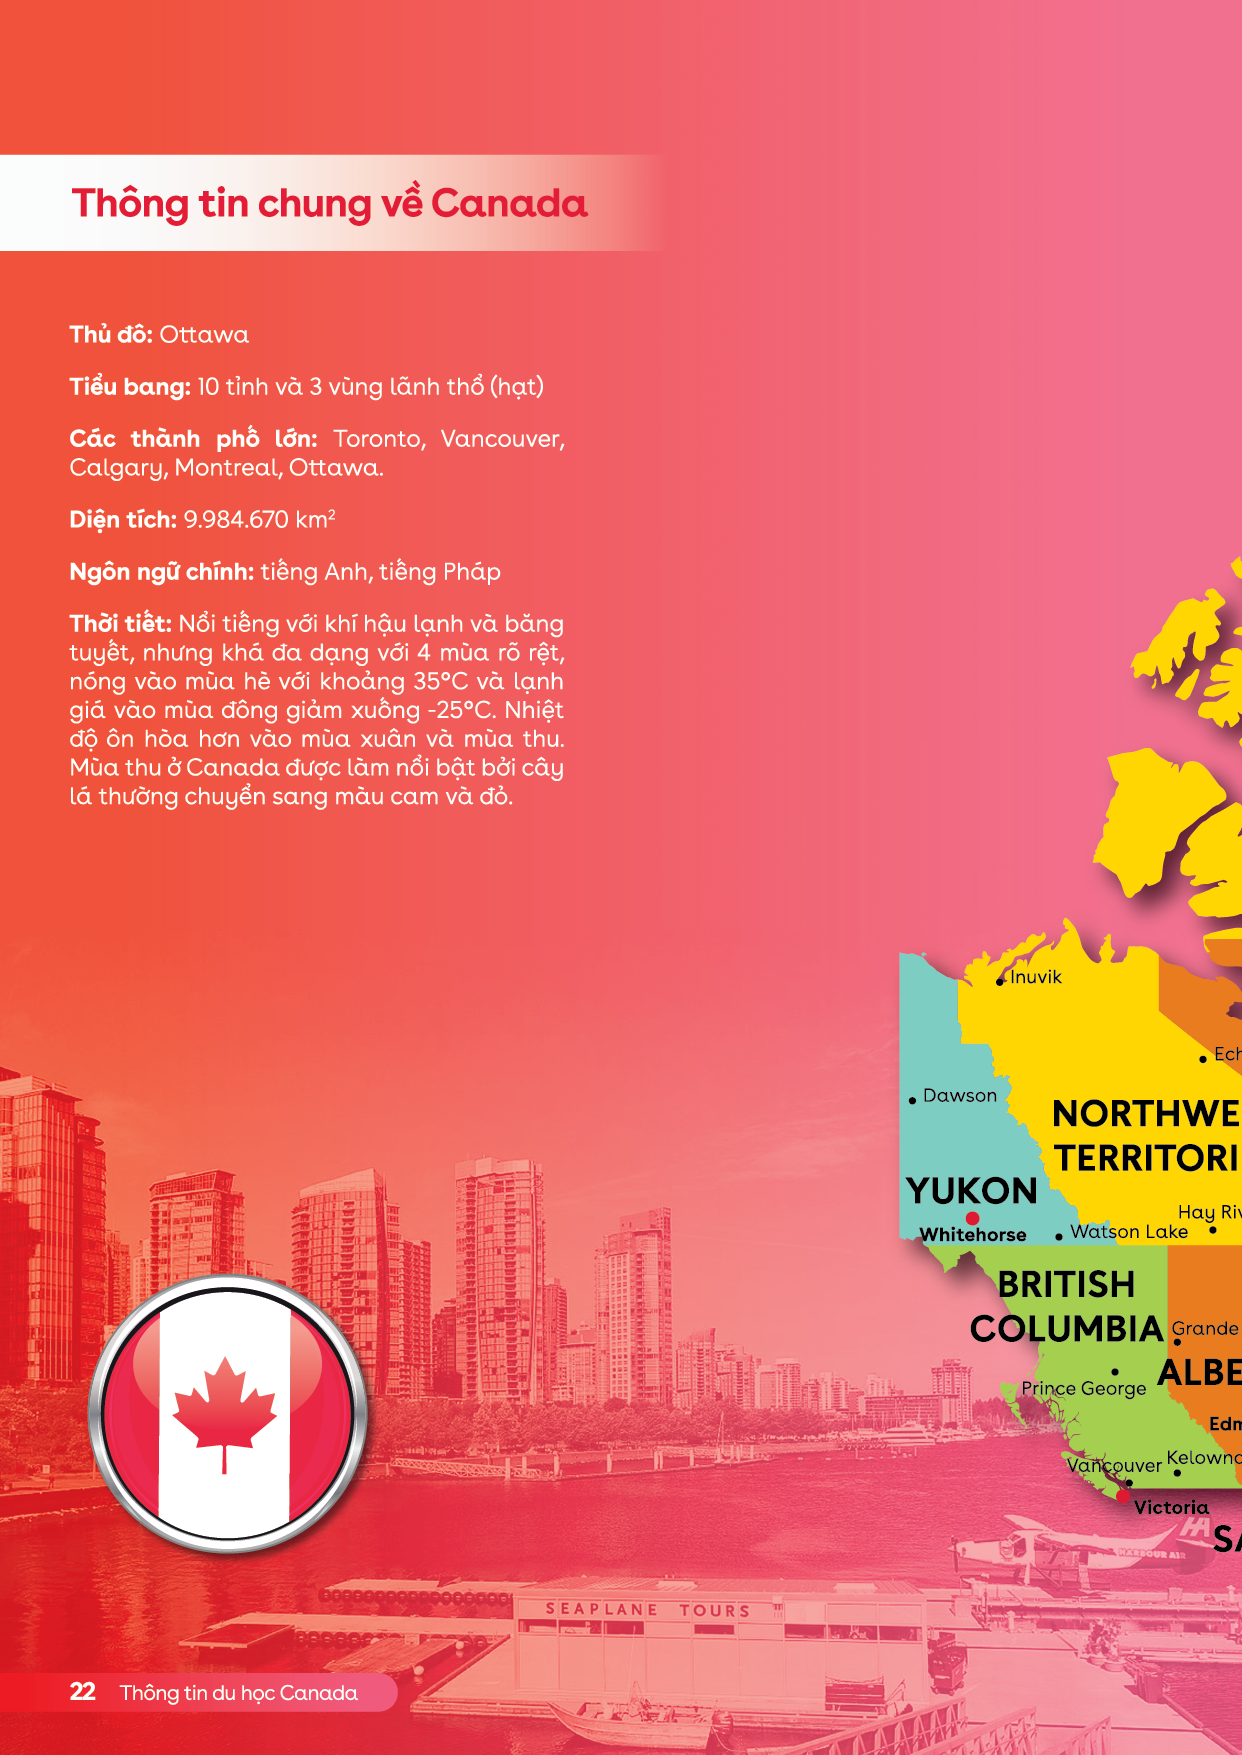 Thông tin chung về Canada
Thủ đô: Ottawa
Tiểu bang: 10 tỉnh và 3 vùng lãnh thổ (hạt)
Các thành phố lớn: Toronto, Vancouver,
Calgary, Montreal, Ottawa.
Diện tích: 9.984.670 km²
Ngôn ngữ chính: tiếng Anh, tiếng Pháp
Thời tiết: Nổi tiếng với khí hậu lạnh và băng
tuyết, nhưng khá đa dạng với 4 mùa rõ rệt,
nóng vào mùa hè với khoảng 35°C và lạnh
giá vào mùa đông giảm xuống -25°C. Nhiệt
độ ôn hòa hơn vào mùa xuân và mùa thu.
Mùa thu ở Canada được làm nổi bật bởi cây
lá thường chuyển sang màu cam và đỏ.
Inuvik
Ech
Dawson
NORTHWE
TERRITORI
YUKON
Hay Riv
Whitehorse
Watson Lake
BRITISH
COLUMBIA
Grande
ALBE
Prince George
Edm
Vancouver
Kelowna
Victoria
SA
HARBOUR AIR
SEAPLANE TOURS
22 Thông tin du học Canada